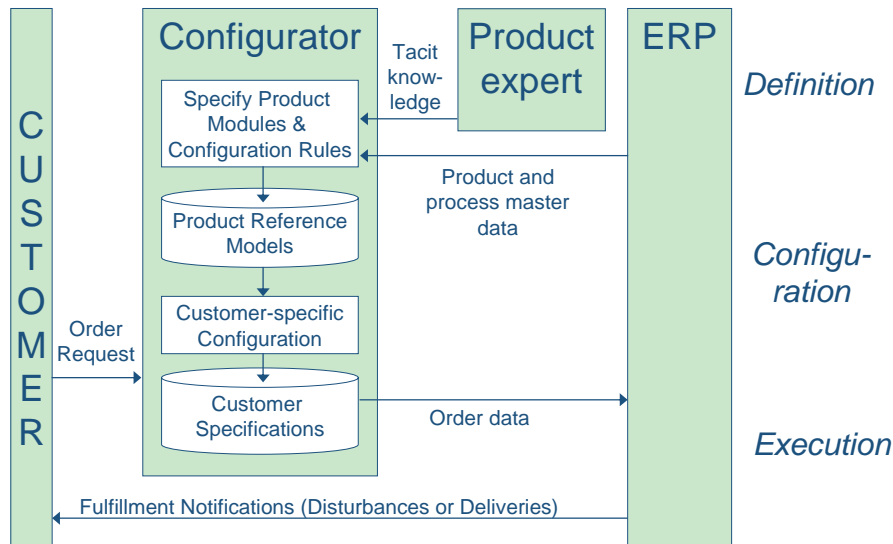 Configurator
Product
expert
ERP
Tacit
know-
ledge
Definition
Specify Product
Modules &
Configuration Rules
CUSTOMER
Product and
process master
data
Product Reference
Models
Configu-
ration
Customer-specific
Configuration
Order
Request
Customer
Specifications
Order data
Execution
Fulfillment Notifications (Disturbances or Deliveries)